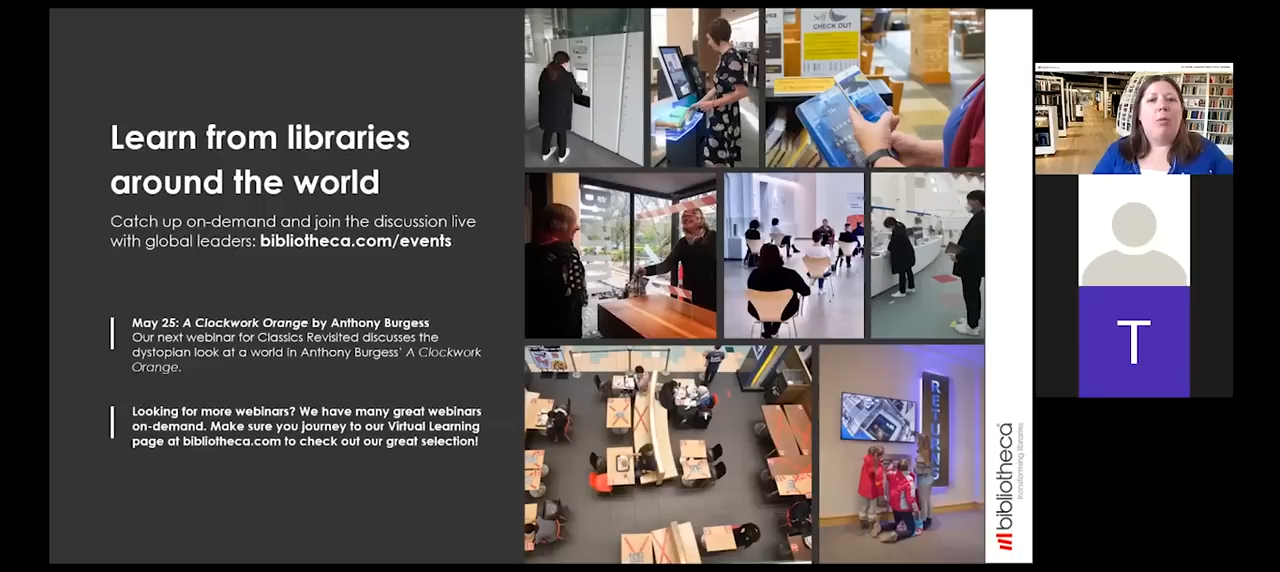 Learn from libraries
around the world
Catch up on-demand and join the discussion live
with global leaders: bibliotheca.com/events
May 25: A Clockwork Orange by Anthony Burgess
Our next webinar for Classics Revisited discusses the
dystopian look at a world in Anthony Burgess' A Clockwork
Orange.
Looking for more webinars? We have many great webinars
on-demand. Make sure you journey to our Virtual Learning
page at bibliotheca.com to check out our great selection!
Self
CHECK OUT
RETURNS
bibliotheca
transforming libraries
T